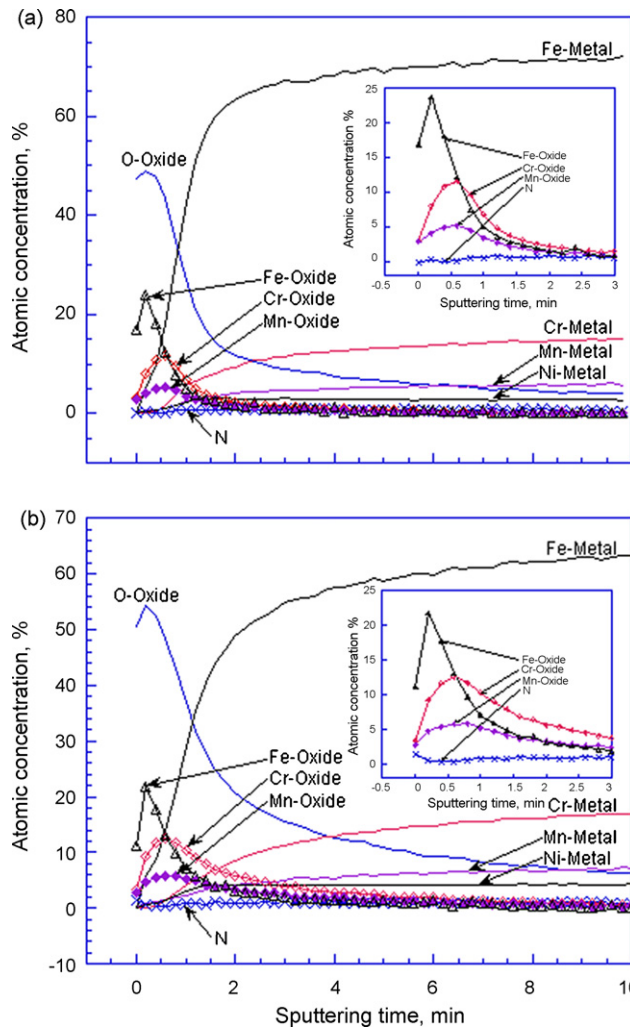 (a)
80
60
40
20
0
Atomic concentration, %
O-Oxide
Fe-Metal
Fe-Oxide
Cr-Oxide
Mn-Oxide
N
Cr-Metal
Mn-Metal
Ni-Metal
25
20
15
10
5
0
-0.5 0 0.5 1 1.5 2 2.5 3
Atomic concentration %
Sputtering time, min
Fe-Oxide
Cr-Oxide
Mn-Oxide
N
(b)
70
60
50
40
30
20
10
0
-10
Atomic concentration, %
O-Oxide
Fe-Metal
Fe-Oxide
Cr-Oxide
Mn-Oxide
N
Cr-Metal
Mn-Metal
Ni-Metal
25
20
15
10
5
0
-0.5 0 0.5 1 1.5 2 2.5 3
Atomic concentration, %
Sputtering time, min
Fe-Oxide
Cr-Oxide
Mn-Oxide
N
0 2 4 6 8 10
Sputtering time, min